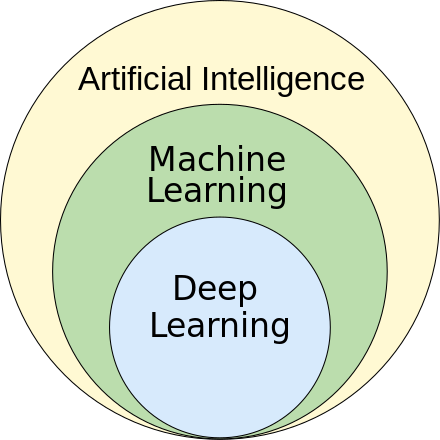 Artificial Intelligence
Machine
Learning
Deep
Learning